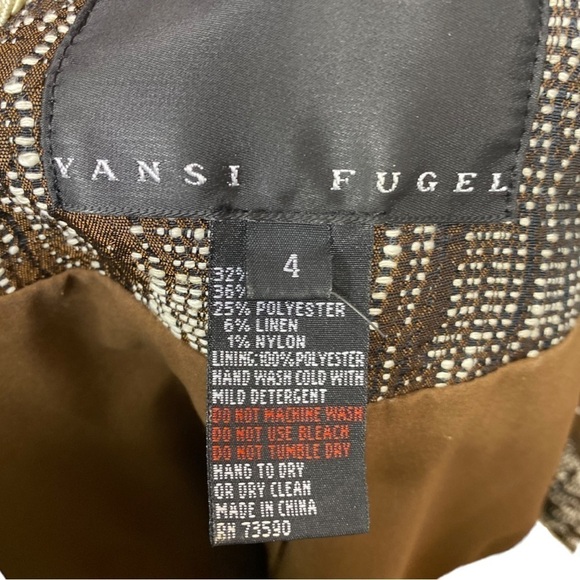 YANSI FUGEL
4
32%
36%
25% POLYESTER
6% LINEN
1% NYLON
LINING:100% POLYESTER
HAND WASH COLD WITH
MILD DETERGENT
DO NOT MACHINE WASH
DO NOT USE BLEACH
DO NOT TUMBLE DRY
HANG TO DRY
OR DRY CLEAN
MADE IN CHINA
RN 73590